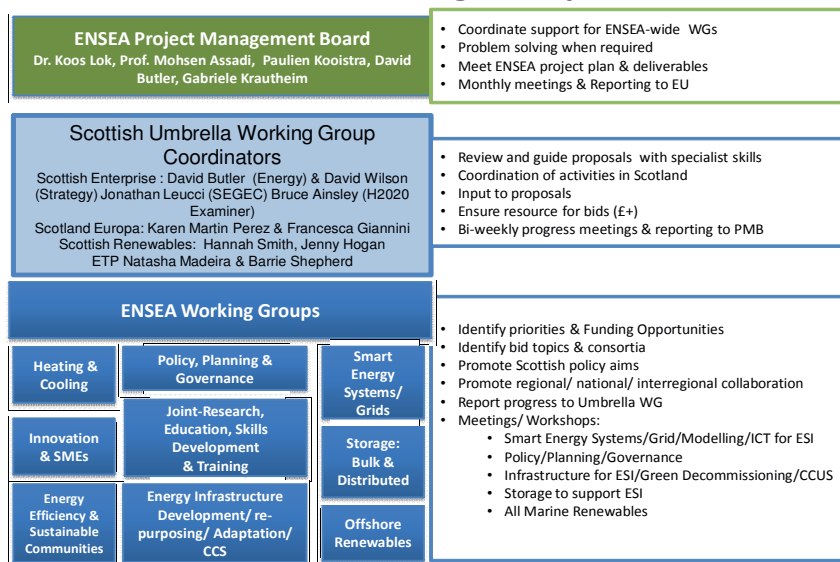 ENSEA Project Management Board
Dr. Koos Lok, Prof. Mohsen Assadi, Paulien Kooistra, David
Butler, Gabriele Krautheim
• Coordinate support for ENSEA-wide WGs
• Problem solving when required
• Meet ENSEA project plan & deliverables
• Monthly meetings & Reporting to EU
Scottish Umbrella Working Group
Coordinators
Scottish Enterprise : David Butler (Energy) & David Wilson
(Strategy) Jonathan Leucci (SEGEC) Bruce Ainsley (H2020
Examiner)
Scotland Europa: Karen Martin Perez & Francesca Giannini
Scottish Renewables: Hannah Smith, Jenny Hogan
ETP Natasha Madeira & Barrie Shepherd
• Review and guide proposals with specialist skills
• Coordination of activities in Scotland
• Input to proposals
• Ensure resource for bids (£+)
• Bi-weekly progress meetings & reporting to PMB
ENSEA Working Groups
Heating &
Cooling
Innovation
& SMEs
Energy
Efficiency &
Sustainable
Communities
Policy, Planning &
Governance
Joint-Research,
Education, Skills
Development
& Training
Energy Infrastructure
Development/ re-
purposing/ Adaptation/
CCS
Smart
Energy
Systems/
Grids
Storage:
Bulk &
Distributed
Offshore
Renewables
• Identify priorities & Funding Opportunities
• Identify bid topics & consortia
• Promote Scottish policy aims
• Promote regional/ national/ interregional collaboration
• Report progress to Umbrella WG
• Meetings/ Workshops:
• Smart Energy Systems/Grid/Modelling/ICT for ESI
• Policy/Planning/Governance
• Infrastructure for ESI/Green Decommissioning/CCUS
• Storage to support ESI
• All Marine Renewables